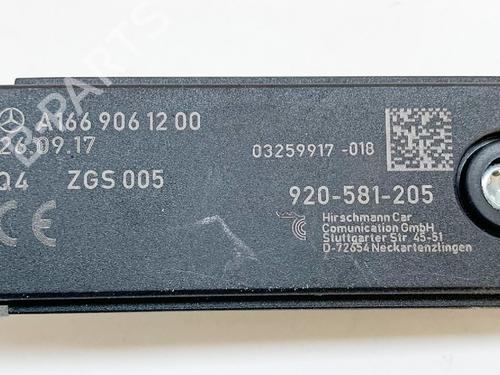 A166 906 12 00
26.09.17
Q4 ZGS 005
CE
03259917 -018
920-581-205
Hirschmann Car
Comunication GmbH
Stuttgarter Str. 45-51
D-72654 Neckartenzlingen